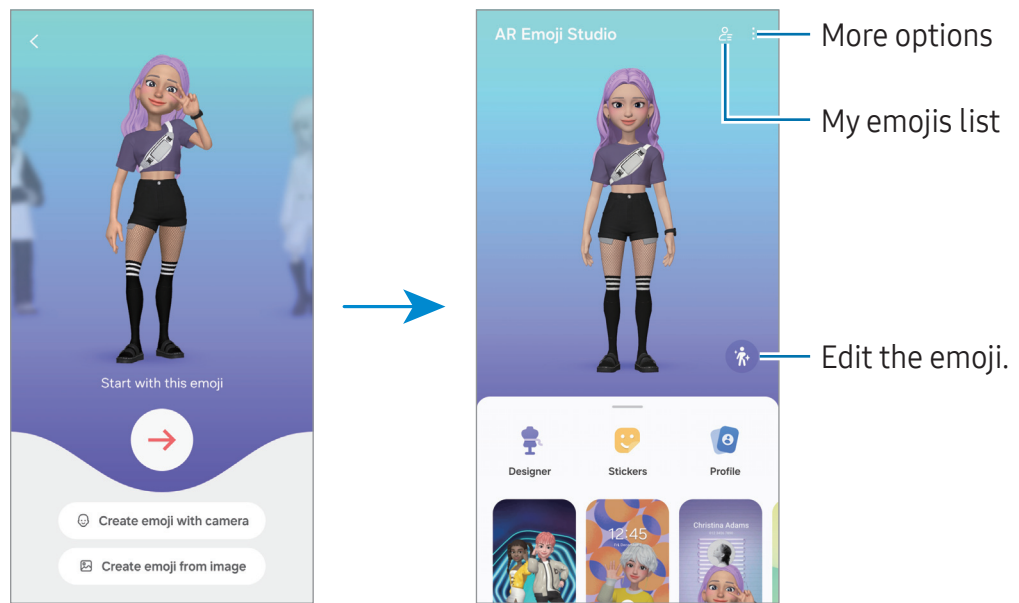 Start with this emoji
Create emoji with camera
Create emoji from image
AR Emoji Studio
More options
My emojis list
Edit the emoji.
Designer
Stickers
Profile
12:45
Christina Adams